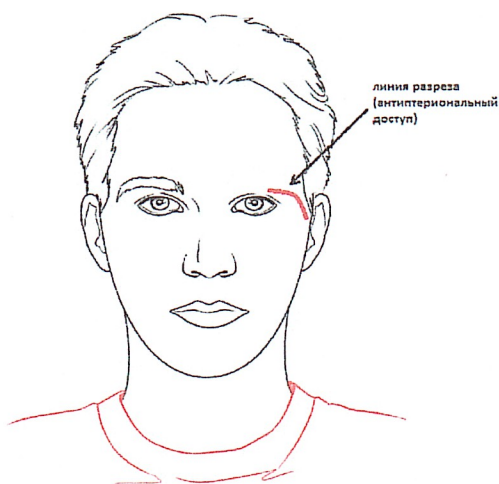 линия разреза
(антиптериональный
доступ)